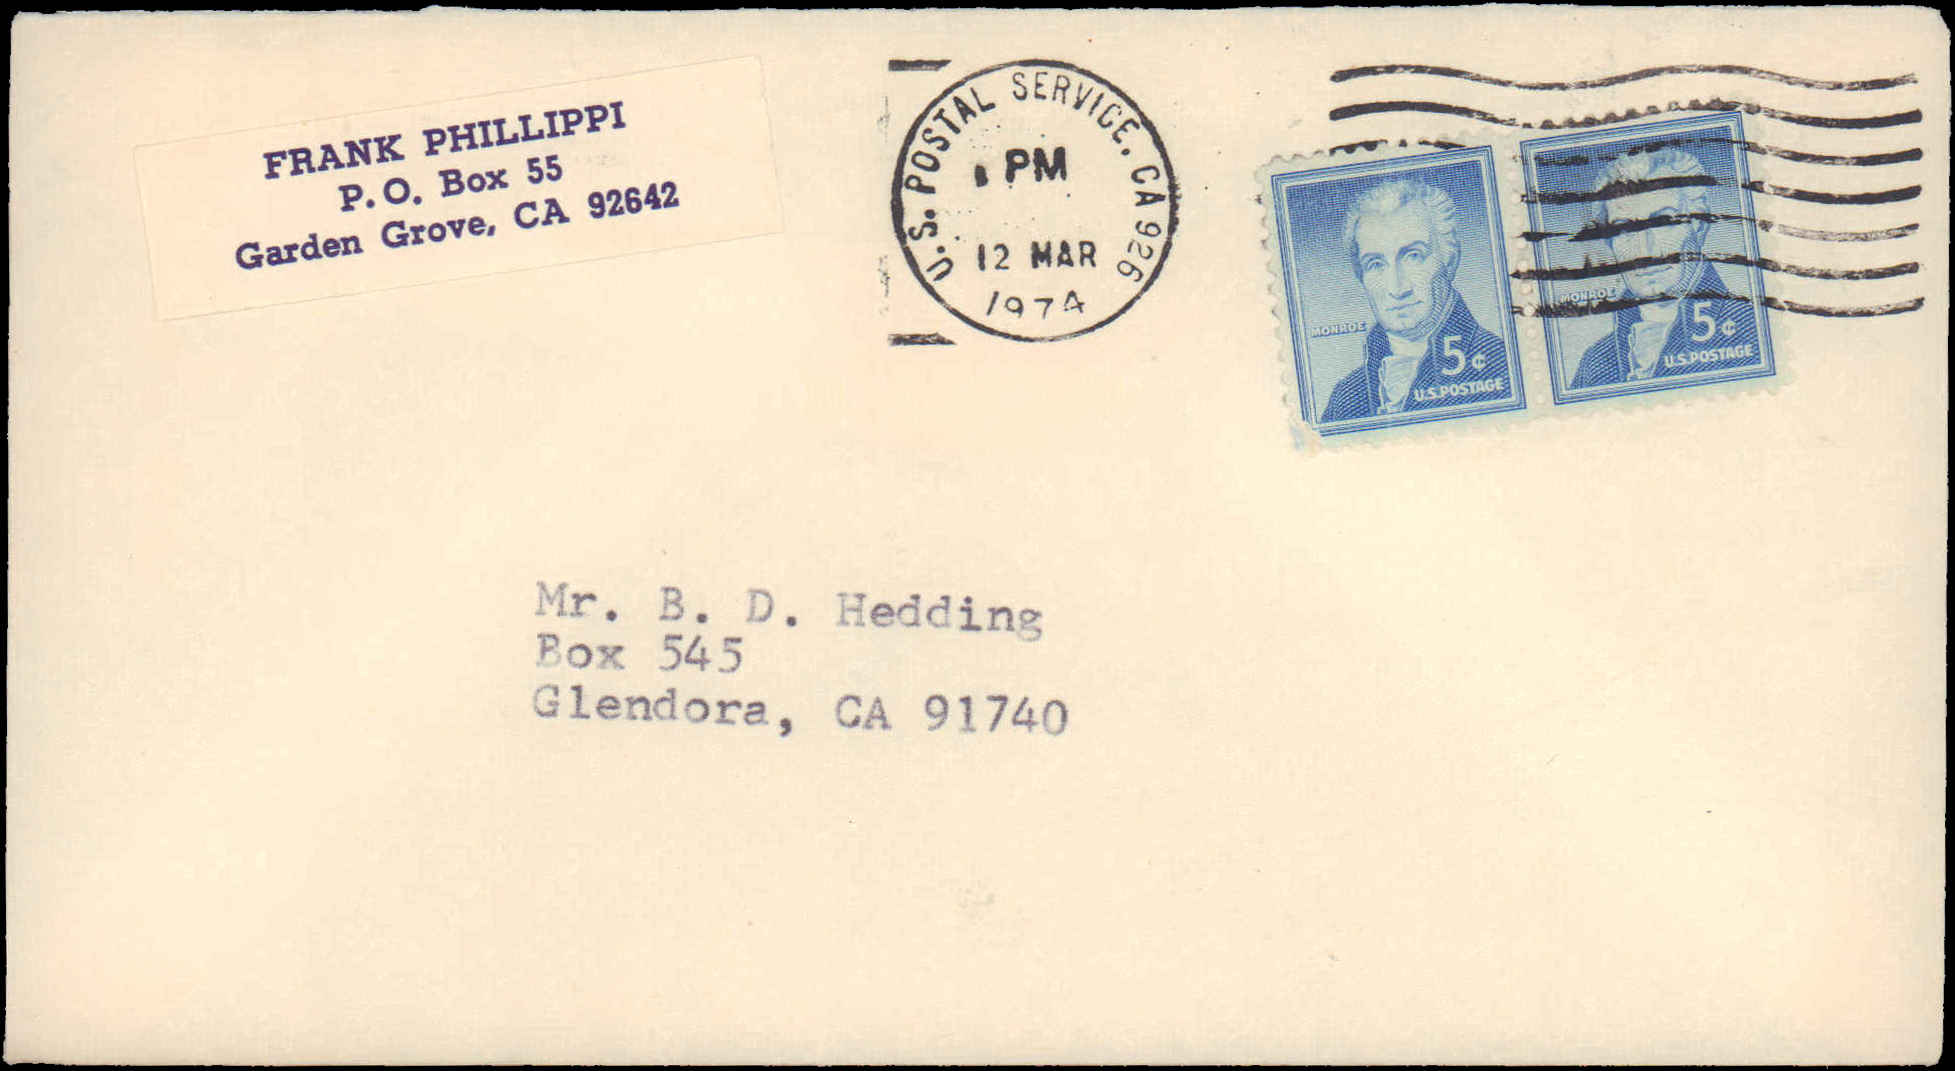 FRANK PHILLIPPI
P.O. Box 55
Garden Grove, CA 92642
U.S. POSTAL SERVICE, CA 926
PM
12 MAR
1974
MONROE
5¢
U.S.POSTAGE
MONROE
5¢
U.S.POSTAGE
Mr. B. D. Hedding
Box 545
Glendora, CA 91740